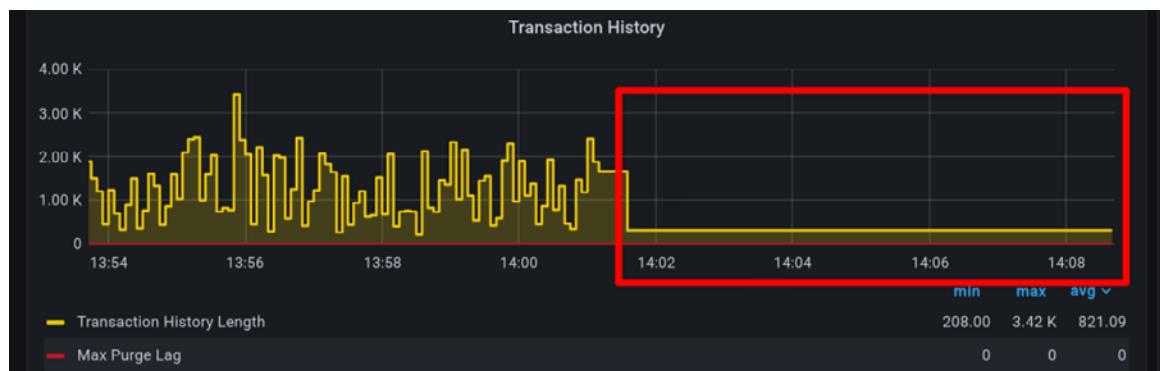 Transaction History
4.00 K
3.00 K
2.00 K
1.00 K
0
13:54 13:56 13:58 14:00 14:02 14:04 14:06 14:08
min max avg
Transaction History Length 208.00 3.42 K 821.09
Max Purge Lag 0 0 0